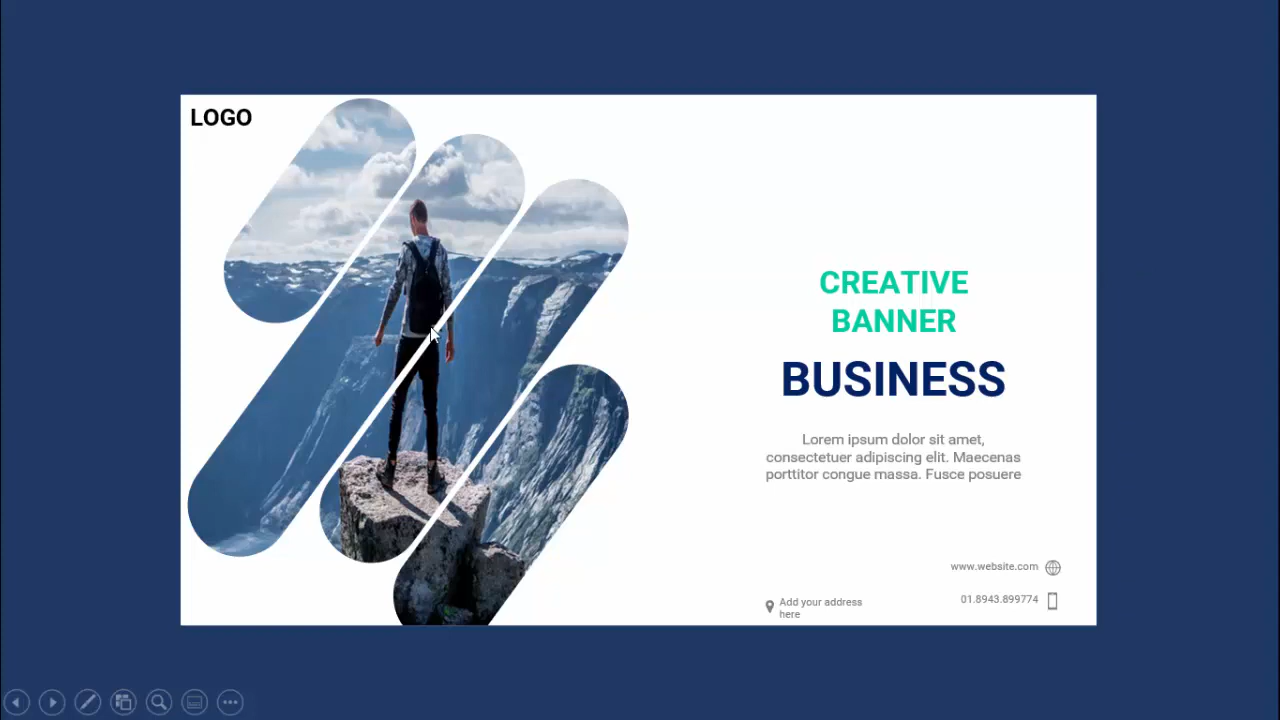 LOGO
CREATIVE
BANNER
BUSINESS
Lorem ipsum dolor sit amet,
consectetuer adipiscing elit. Maecenas
porttitor congue massa. Fusce posuere
www.website.com
01.8943.899774
Add your address
here